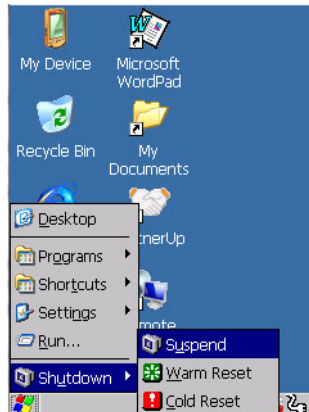 My Device
Microsoft
WordPad
Recycle Bin
My
Documents
Desktop
Programs
Shortcuts
Settings
Run...
Shutdown
Suspend
Warm Reset
Cold Reset